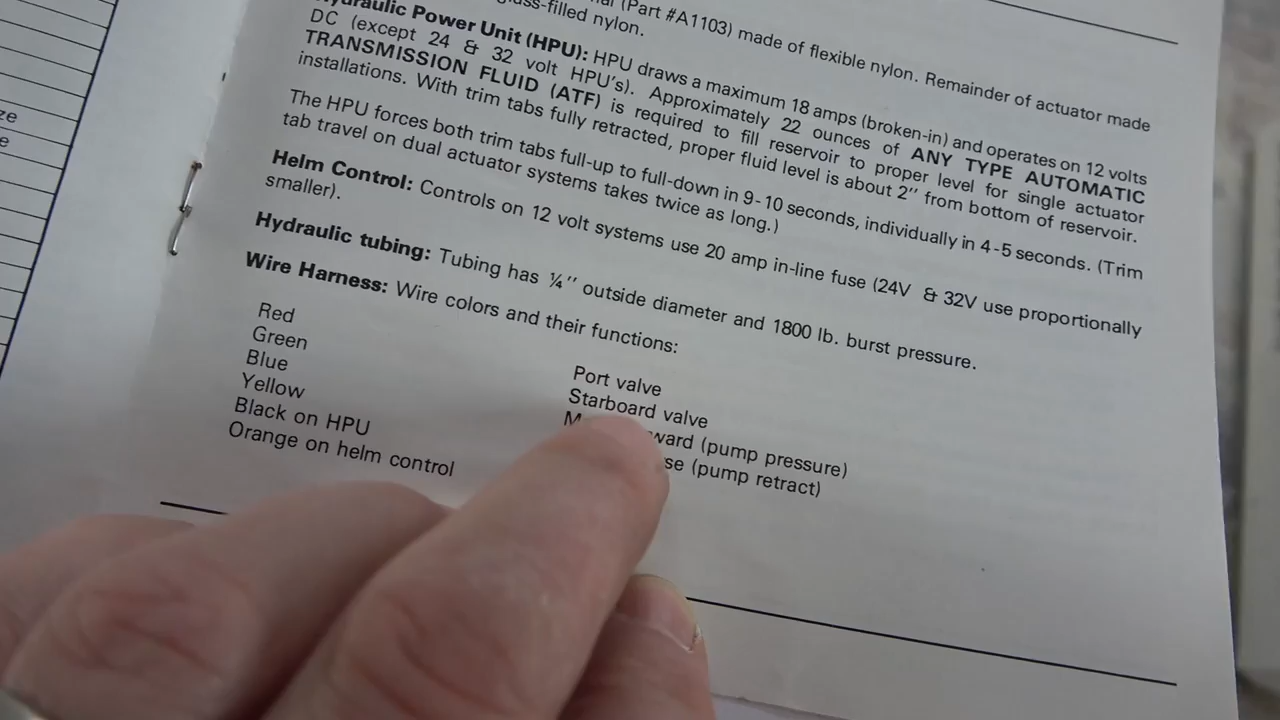 (Part #A1103) made of flexible nylon. Remainder of actuator made
glass-filled nylon.
Hydraulic Power Unit (HPU): HPU draws a maximum 18 amps (broken-in) and operates on 12 volts
DC (except 24 & 32 volt HPU's). Approximately 22 ounces of ANY TYPE AUTOMATIC
TRANSMISSION FLUID (ATF) is required to fill reservoir to proper level for single actuator
installations. With trim tabs fully retracted, proper fluid level is about 2'' from bottom of reservoir.
The HPU forces both trim tabs full-up to full-down in 9-10 seconds, individually in 4-5 seconds. (Trim
tab travel on dual actuator systems takes twice as long.)
Helm Control: Controls on 12 volt systems use 20 amp in-line fuse (24V & 32V use proportionally
smaller).
Hydraulic tubing: Tubing has ¼'' outside diameter and 1800 lb. burst pressure.
Wire Harness: Wire colors and their functions:
Red Port valve
Green Starboard valve
Blue (pump pressure)
Yellow (pump retract)
Black on HPU
Orange on helm control